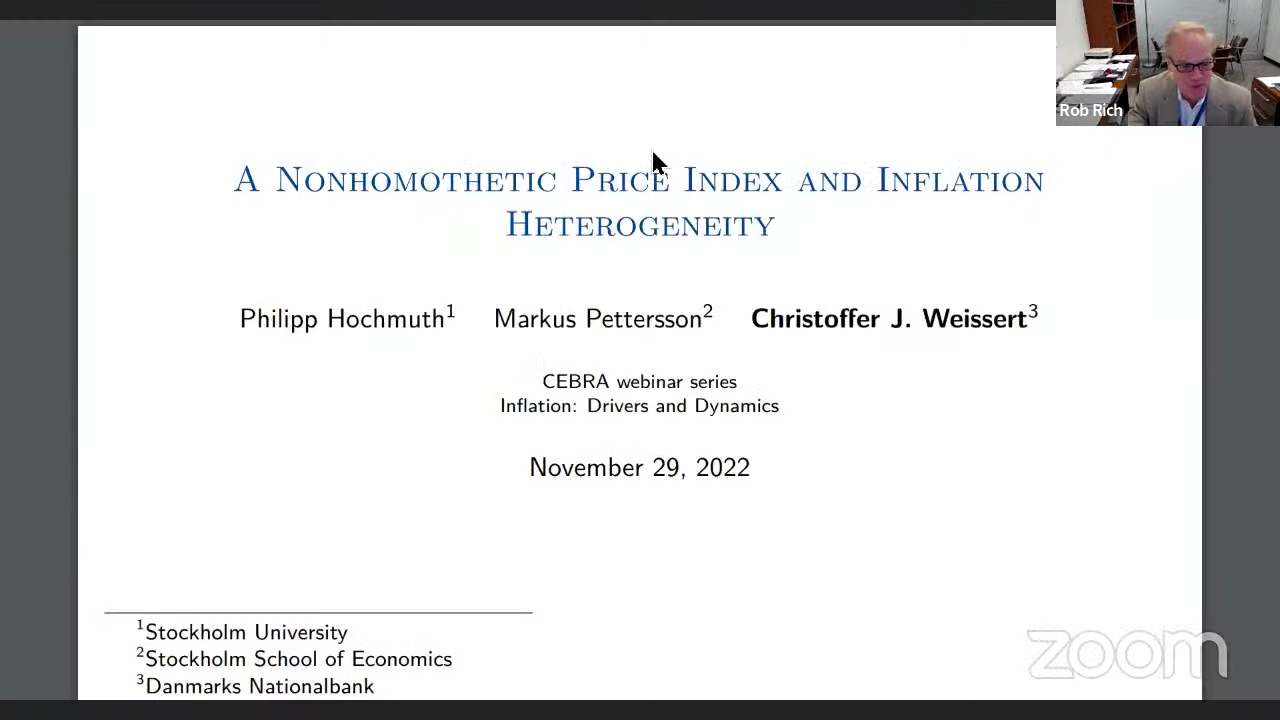 Rob Rich
A Nonhomothetic Price Index and Inflation
Heterogeneity
Philipp Hochmuth1 Markus Pettersson2 Christoffer J. Weissert3
CEBRA webinar series
Inflation: Drivers and Dynamics
November 29, 2022
1Stockholm University
2Stockholm School of Economics
3Danmarks Nationalbank
zoom